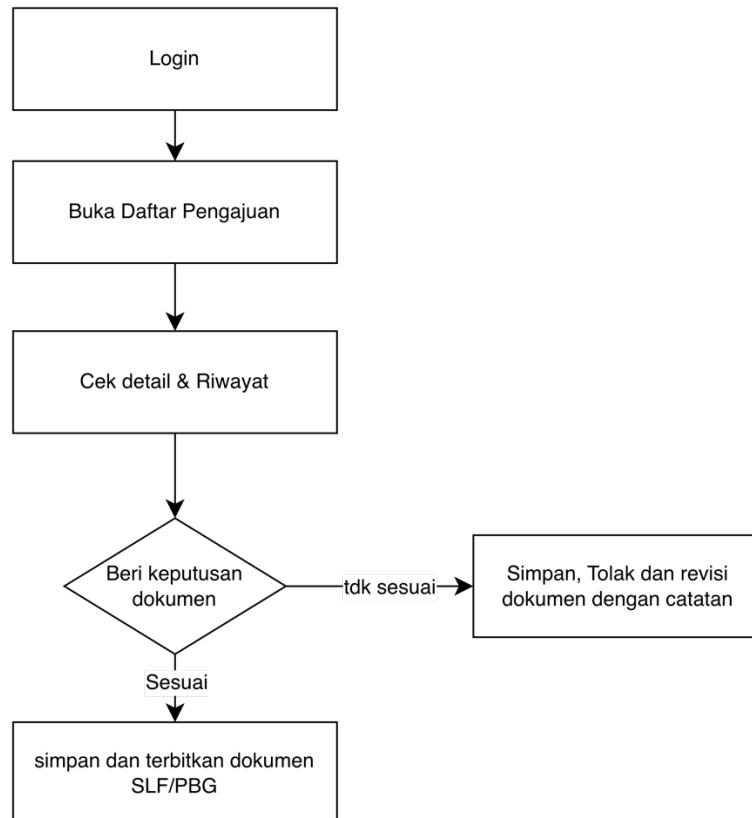 Login
Buka Daftar Pengajuan
Cek detail & Riwayat
Beri keputusan
dokumen
tdk sesuai
Simpan, Tolak dan revisi
dokumen dengan catatan
Sesuai
simpan dan terbitkan dokumen
SLF/PBG